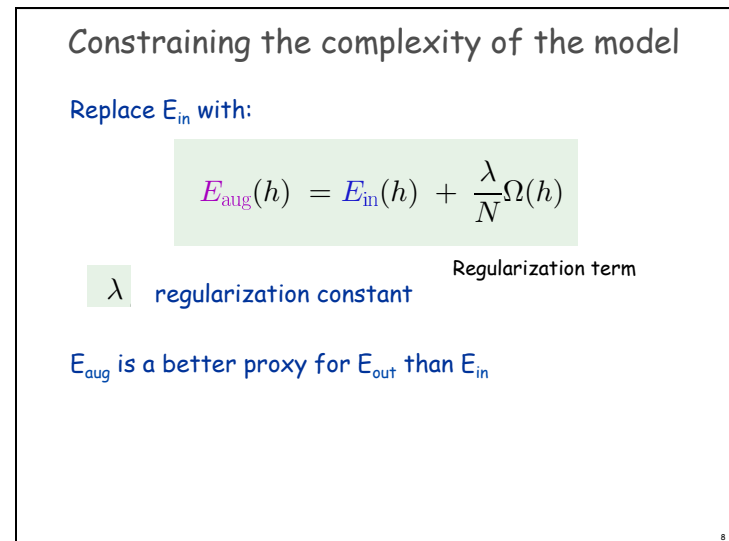 Constraining the complexity of the model
Replace E_in with:
E_aug(h) = E_in(h) + \frac{λ}{N}Ω(h)
Regularization term
λ regularization constant
E_aug is a better proxy for E_out than E_in
8